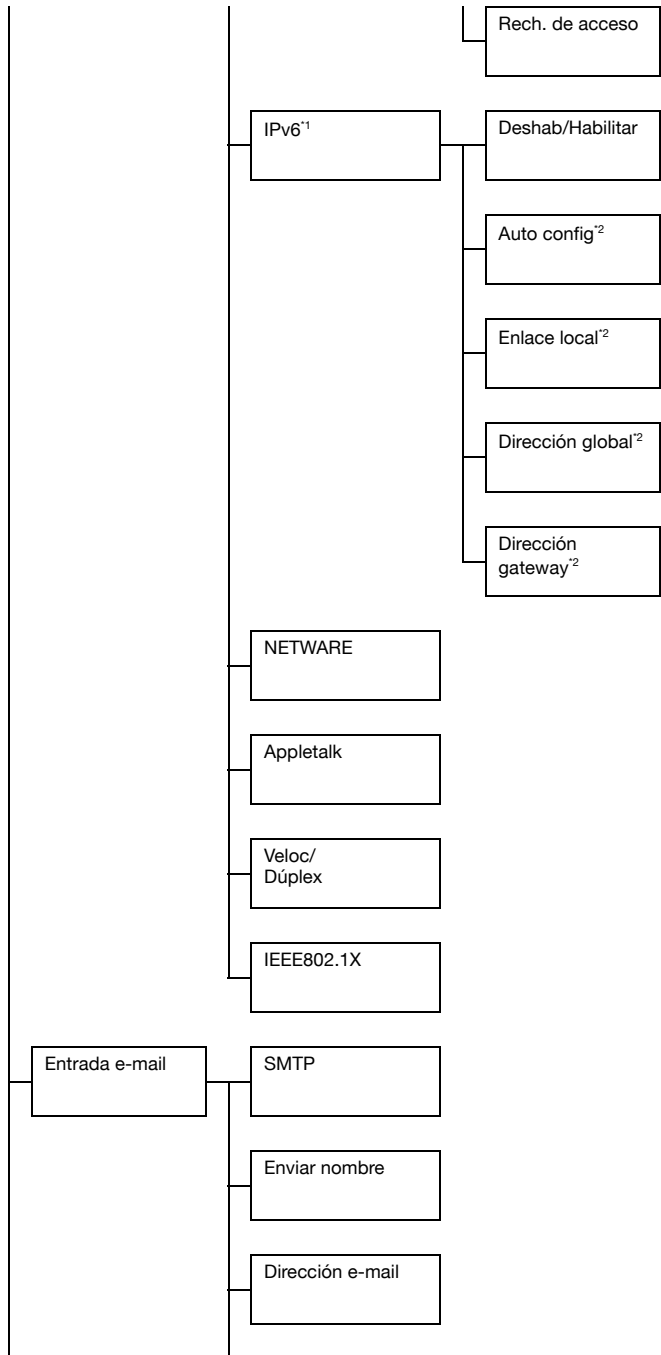 Rech. de acceso
IPv6*1
Deshab/Habilitar
Auto config*2
Enlace local*2
Dirección global*2
Dirección
gateway*2
NETWARE
Appletalk
Veloc/
Dúplex
IEEE802.1X
Entrada e-mail
SMTP
Enviar nombre
Dirección e-mail